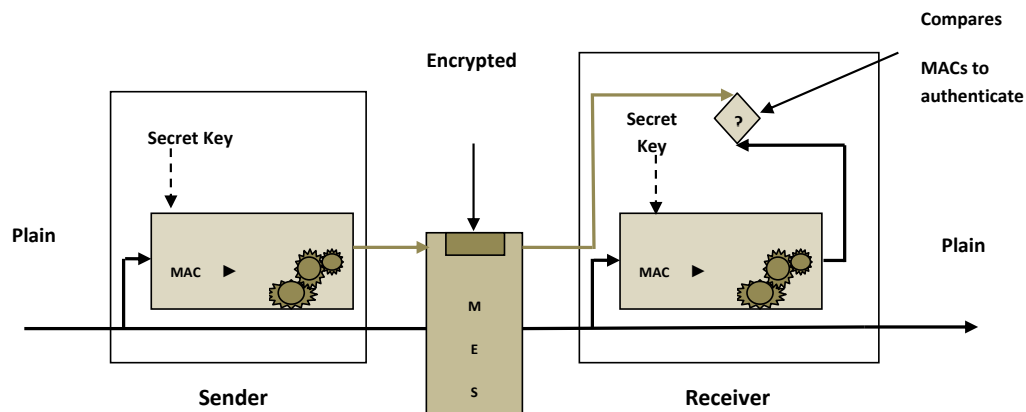 Compares
MACs to
authenticate
Encrypted
Secret Key
Secret
Key
?
Plain
MAC
MAC
Plain
M
E
S
Sender
Receiver